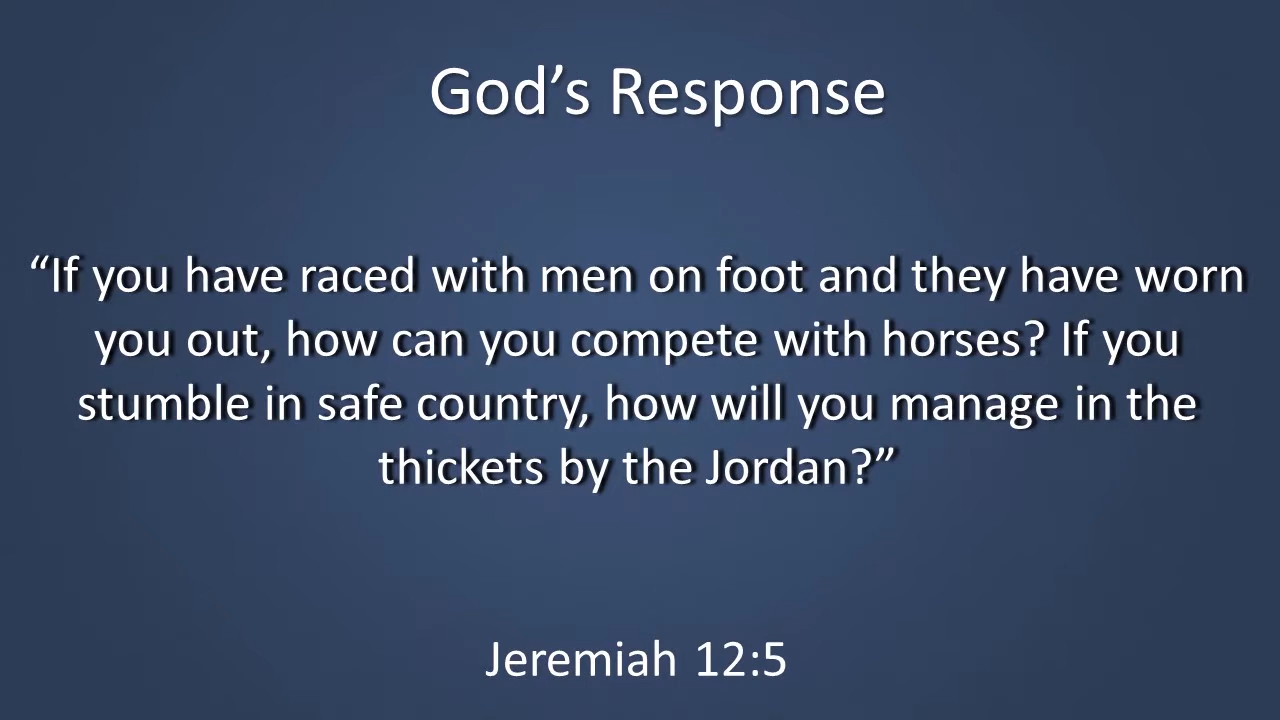 God’s Response
“If you have raced with men on foot and they have worn
you out, how can you compete with horses? If you
stumble in safe country, how will you manage in the
thickets by the Jordan?”
Jeremiah 12:5